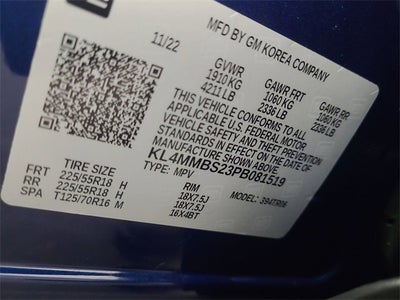 MFD BY GM KOREA COMPANY
11/22
GVWR GAWR FRT GAWR RR
1910 KG 1060 KG 1060 KG
4211 LB 2336 LB 2336 LB
THIS VEHICLE CONFORMS TO ALL
APPLICABLE U.S. FEDERAL MOTOR
VEHICLE SAFETY, BUMPER, AND THEFT PREVENTION
STANDARDS IN EFFECT ON THE DATE OF
MANUFACTURE SHOWN ABOVE
KL4MMBS23PB081519
TYPE: MPV
TIRE SIZE RIM
FRT 225/55R18 H 18X7.5J
RR 225/55R18 H 18X7.5J
SPA T125/70R16 M 16X4BT